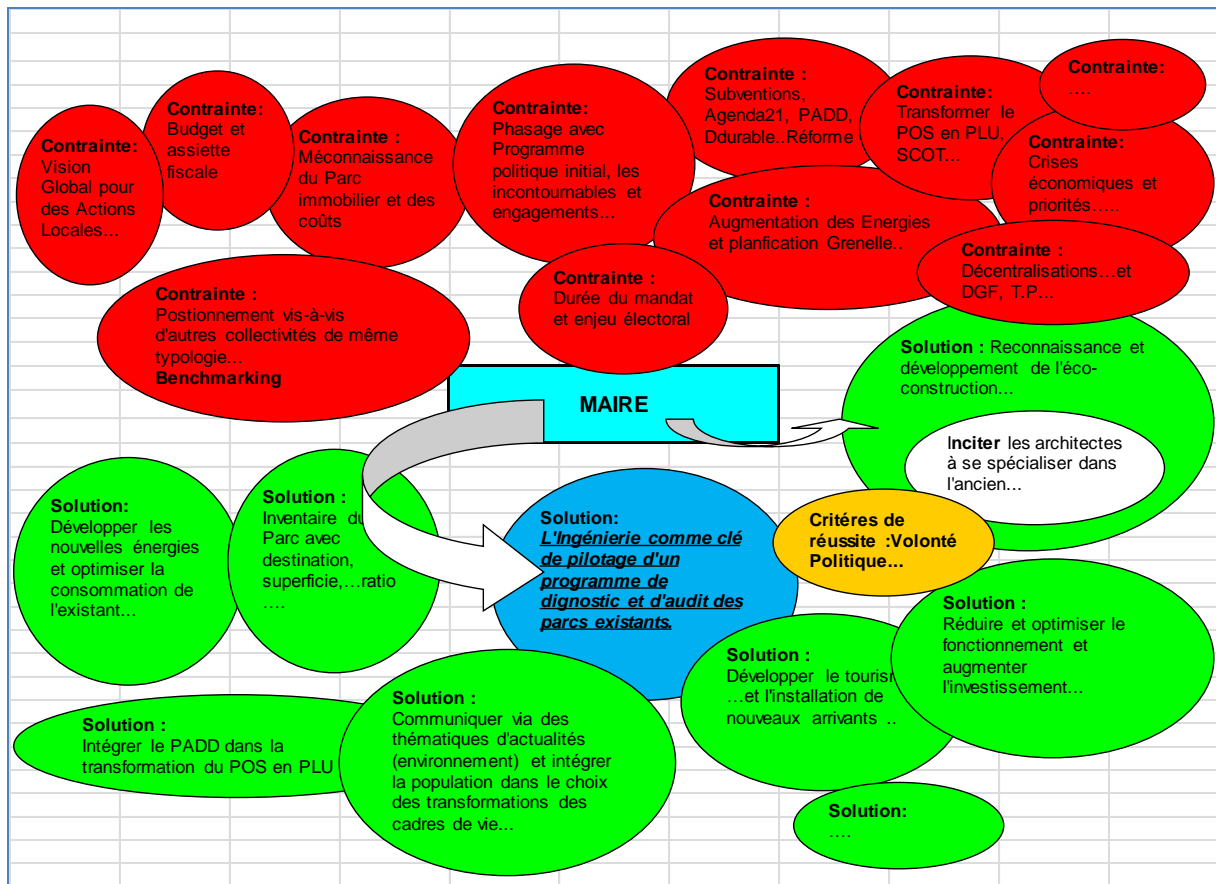 Contrainte:
Vision
Global pour
des Actions
Locales...
Contrainte:
Budget et
assiette
fiscale
Contrainte :
Méconnaissance
du Parc
immobilier et des
coûts
Contrainte:
Phasage avec
Programme
politique initial, les
incontournables et
engagements...
Contrainte :
Subventions,
Agenda21, PADD,
Ddurable..Réforme
Contrainte :
Transformer le
POS en PLU,
SCOT...
Contrainte:
....
Contrainte:
Crises
économiques et
priorités.....
Contrainte :
Augmentation des Energies
et planfication Grenelle..
Contrainte :
Décentralisations...et
DGF, T.P...
Contrainte :
Durée du mandat
et enjeu électoral
Contrainte :
Postionnement vis-à-vis
d'autres collectivités de même
typologie...
Benchmarking
MAIRE
Solution : Reconnaissance et
développement de l'éco-
construction...
Inciter les architectes
à se spécialiser dans
l'ancien...
Solution:
Développer les
nouvelles énergies
et optimiser la
consommation de
l'existant...
Solution :
Inventaire du
Parc avec
destination,
superficie,...ratio
....
Solution:
L'Ingénierie comme clé
de pilotage d'un
programme de
dignostic et d'audit des
parcs existants.
Critéres de
réussite :Volonté
Politique...
Solution :
Réduire et optimiser le
fonctionnement et
augmenter
l'investissement...
Solution :
Développer le tourism
...et l'installation de
nouveaux arrivants ..
Solution :
Intégrer le PADD dans la
transformation du POS en PLU
Solution :
Communiquer via des
thématiques d'actualités
(environnement) et intégrer
la population dans le choix
des transformations des
cadres de vie...
Solution:
....